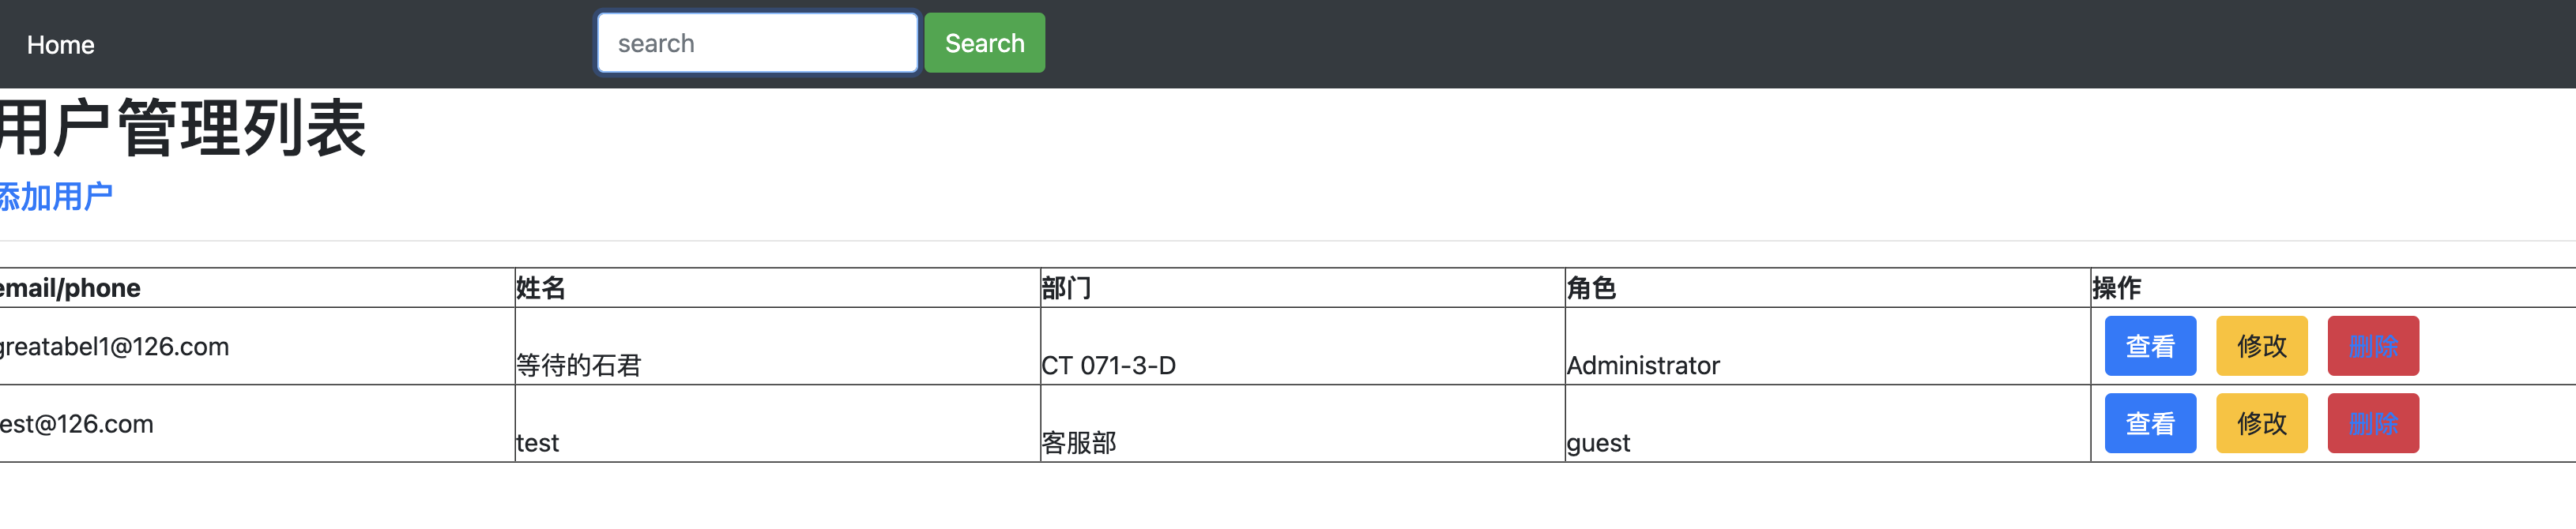 Home search Search
用户管理列表
添加用户
email/phone 姓名 部门 角色 操作
greatabel1@126.com 等待的石君 CT 071-3-D Administrator 查看 修改 删除
est@126.com test 客服部 guest 查看 修改 删除